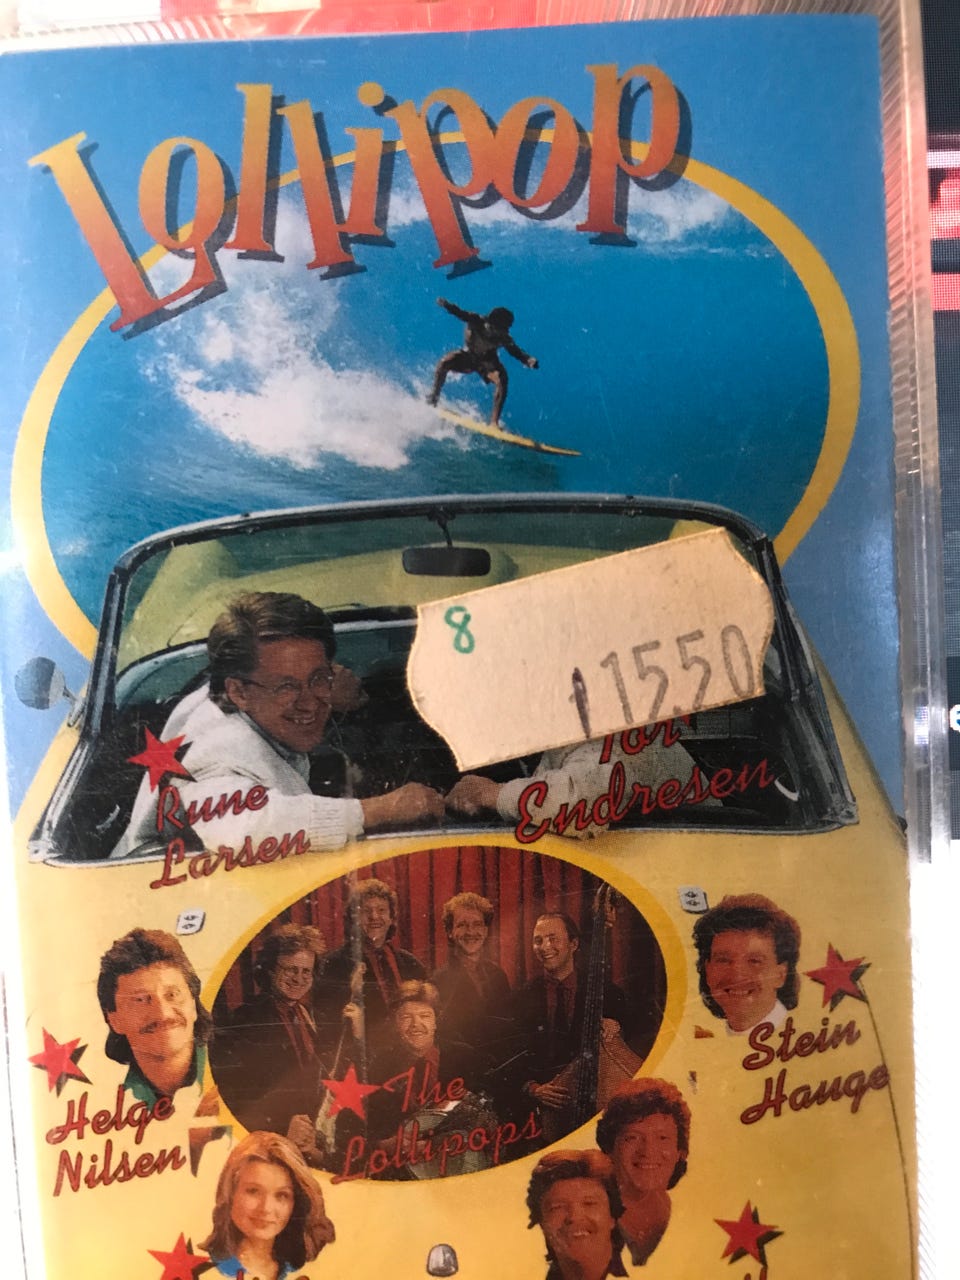 Lollipop
8
11550
Tor
Endresen
Rune
Larsen
Stein
Hauge
The
Lollipops
Helge
Nilsen